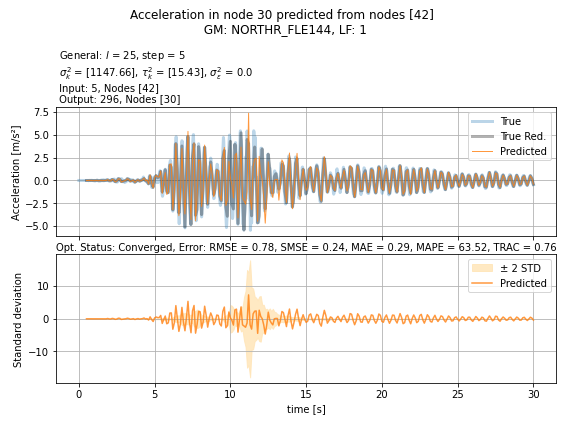 Acceleration in node 30 predicted from nodes [42]
GM: NORTHR_FLE144, LF: 1
General: l = 25, step = 5
σ²ₖ = [1147.66], τ²ₖ = [15.43], σ²_ε = 0.0
Input: 5, Nodes [42]
Output: 296, Nodes [30]
Acceleration [m/s²]
7.5
5.0
2.5
0.0
−2.5
−5.0
True
True Red.
Predicted
Opt. Status: Converged, Error: RMSE = 0.78, SMSE = 0.24, MAE = 0.29, MAPE = 63.52, TRAC = 0.76
Standard deviation
10
0
−10
± 2 STD
Predicted
0 5 10 15 20 25 30
time [s]